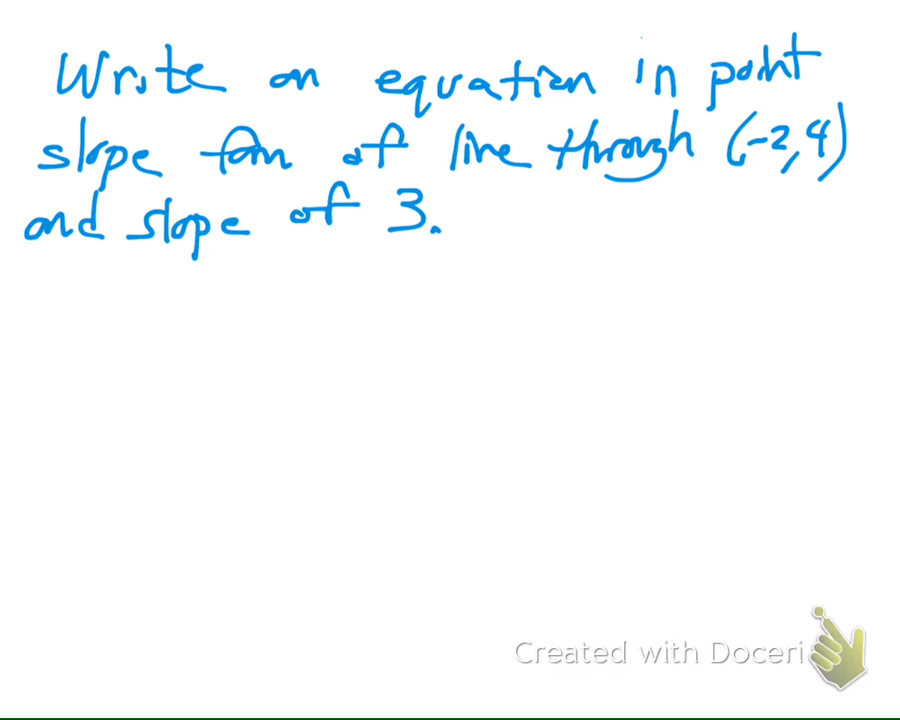 Write an equation in point
slope form of line through (-2,4)
and slope of 3.
Created with Doceri